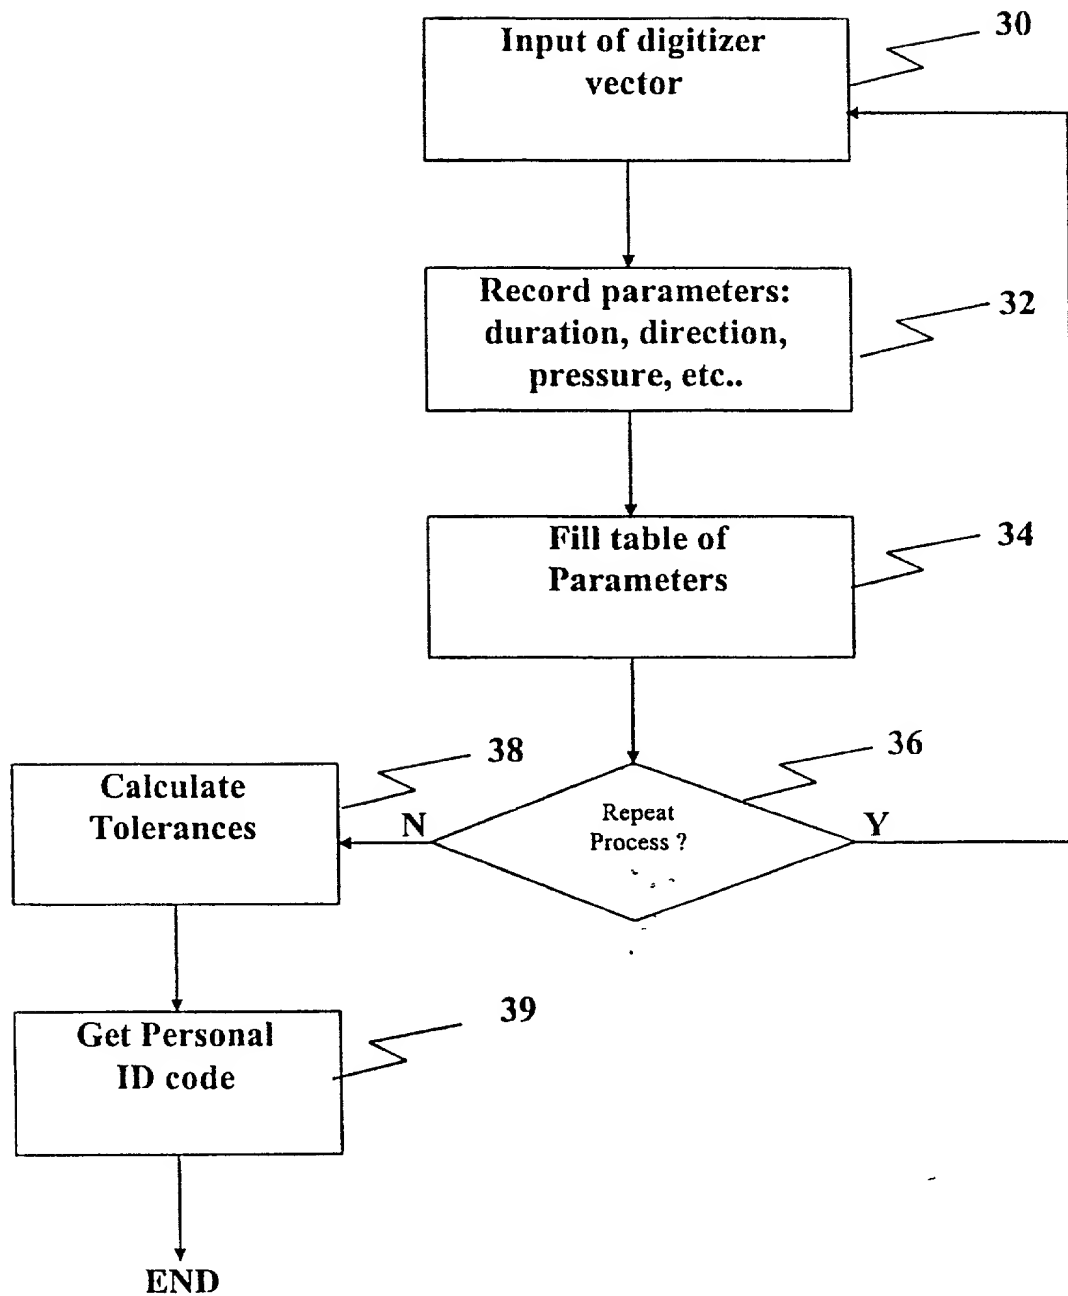 30
Input of digitizer
vector
32
Record parameters:
duration, direction,
pressure, etc..
34
Fill table of
Parameters
36
Repeat
Process ?
N
Y
38
Calculate
Tolerances
39
Get Personal
ID code
END